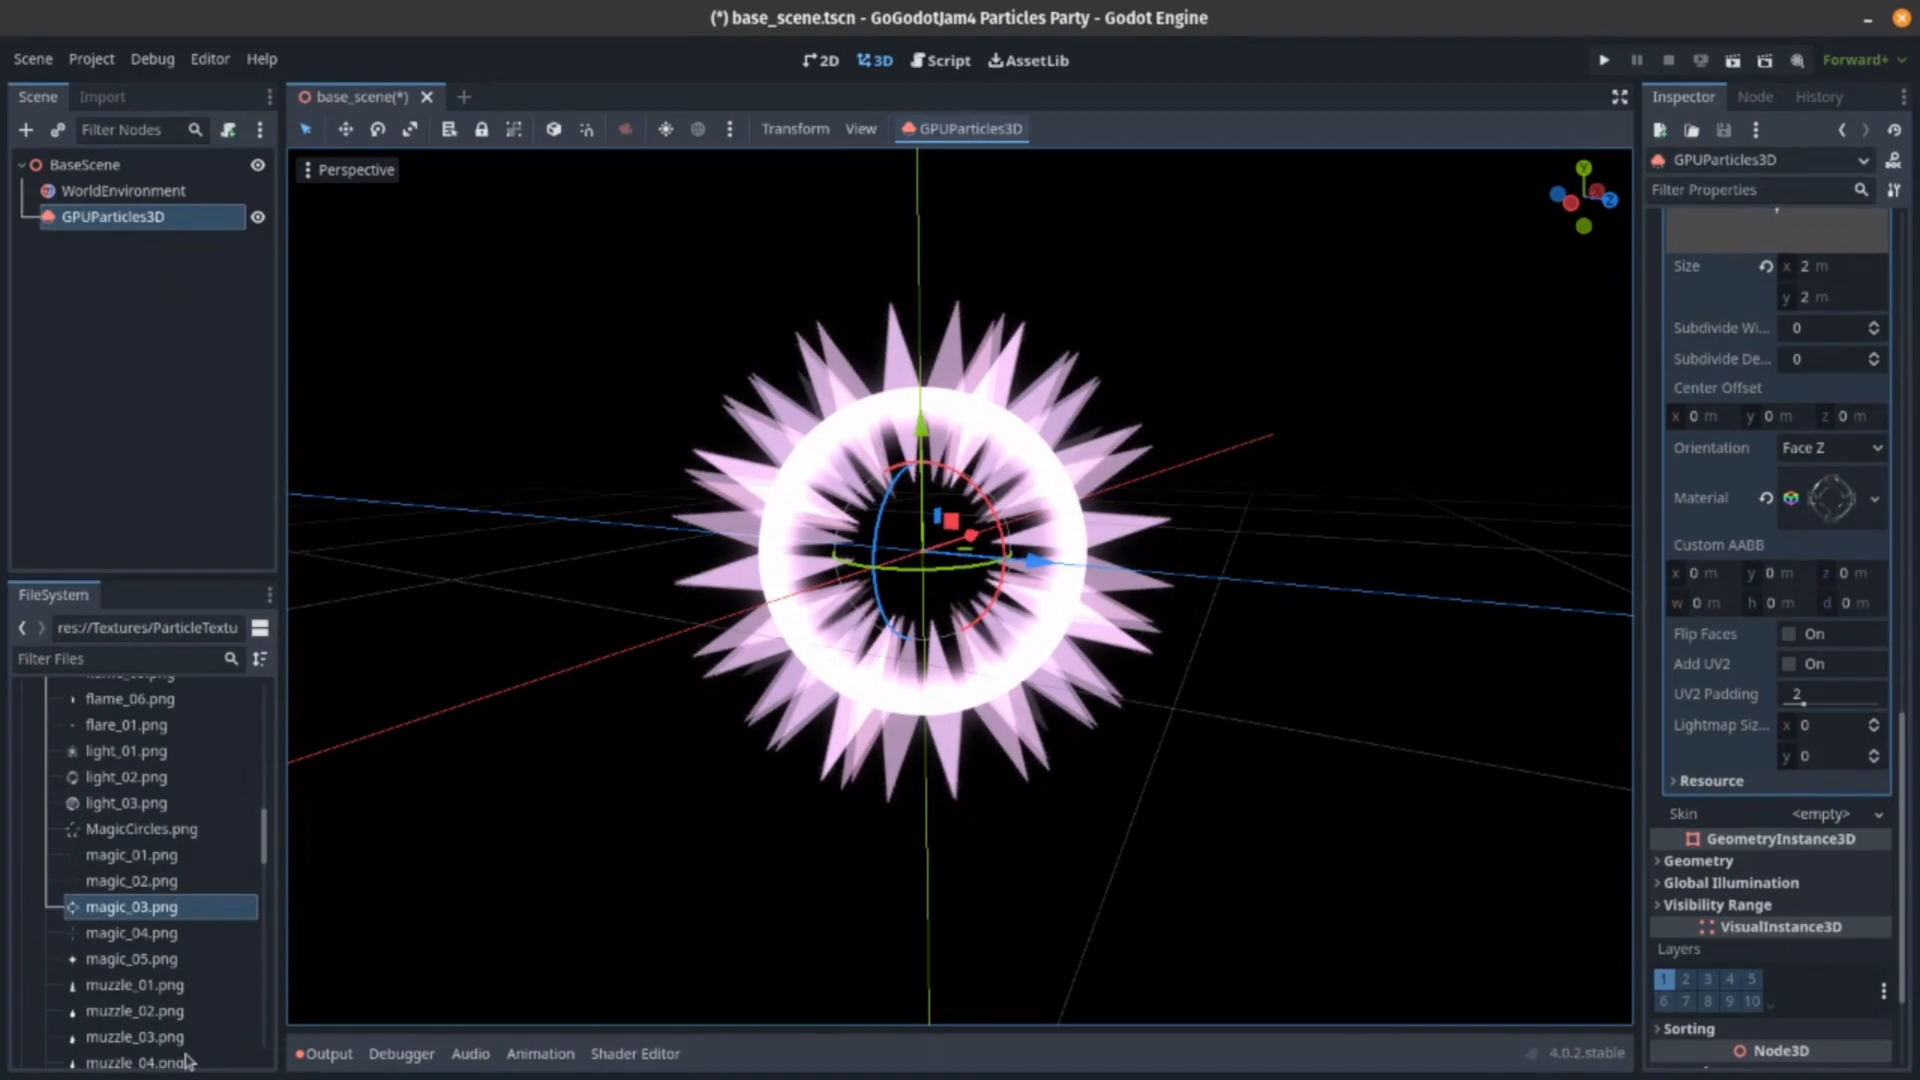 (*) base_scene.tscn - GoGodotJam4 Particles Party - Godot Engine
Scene Project Debug Editor Help
2D 3D Script AssetLib
Forward+
Scene Import
Filter Nodes
BaseScene
WorldEnvironment
GPUParticles3D
FileSystem
res://Textures/ParticleTextu
Filter Files
flame_06.png
flare_01.png
light_01.png
light_02.png
light_03.png
MagicCircles.png
magic_01.png
magic_02.png
magic_03.png
magic_04.png
magic_05.png
muzzle_01.png
muzzle_02.png
muzzle_03.png
muzzle_04.png
base_scene(*)
Transform View GPUParticles3D
Perspective
Y
Z
Output Debugger Audio Animation Shader Editor
4.0.2.stable
Inspector Node History
GPUParticles3D
Filter Properties
Size x 2 m
y 2 m
Subdivide Wi... 0
Subdivide De... 0
Center Offset
x 0 m y 0 m z 0 m
Orientation Face Z
Material
Custom AABB
x 0 m y 0 m z 0 m
w 0 m h 0 m d 0 m
Flip Faces On
Add UV2 On
UV2 Padding 2
Lightmap Siz... x 0
y 0
Resource
Skin <empty>
GeometryInstance3D
Geometry
Global Illumination
Visibility Range
VisualInstance3D
Layers
1 2 3 4 5
6 7 8 9 10
Sorting
Node3D